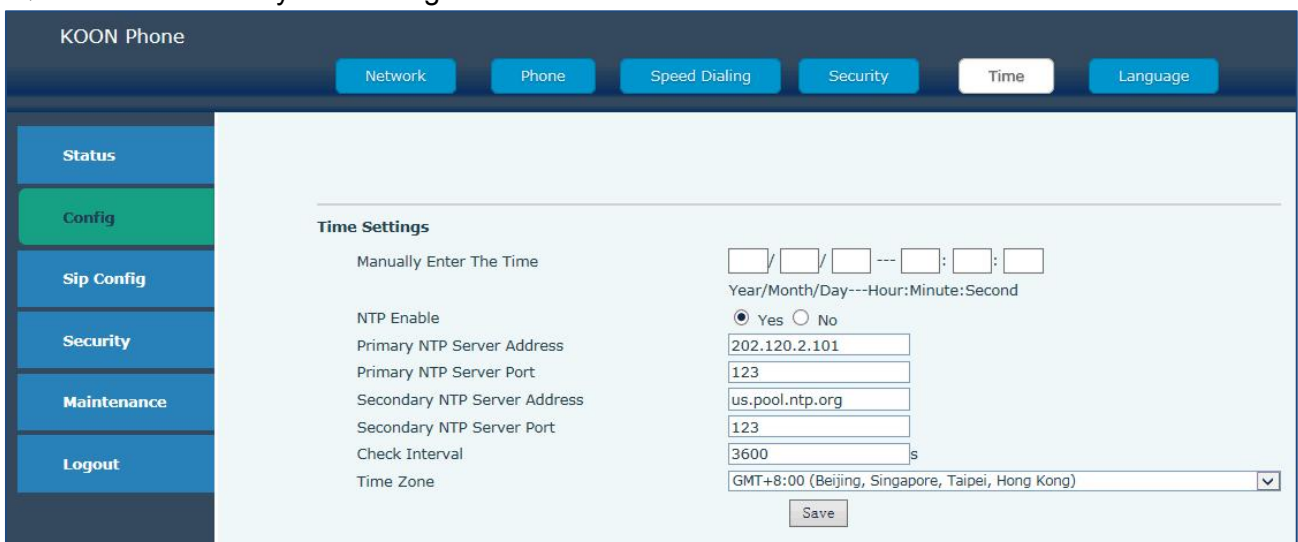 KOON Phone
Network Phone Speed Dialing Security Time Language
Status
Config
Sip Config
Security
Maintenance
Logout
Time Settings
Manually Enter The Time / / --- : :
Year/Month/Day---Hour:Minute:Second
NTP Enable Yes No
Primary NTP Server Address 202.120.2.101
Primary NTP Server Port 123
Secondary NTP Server Address us.pool.ntp.org
Secondary NTP Server Port 123
Check Interval 3600 s
Time Zone GMT+8:00 (Beijing, Singapore, Taipei, Hong Kong)
Save